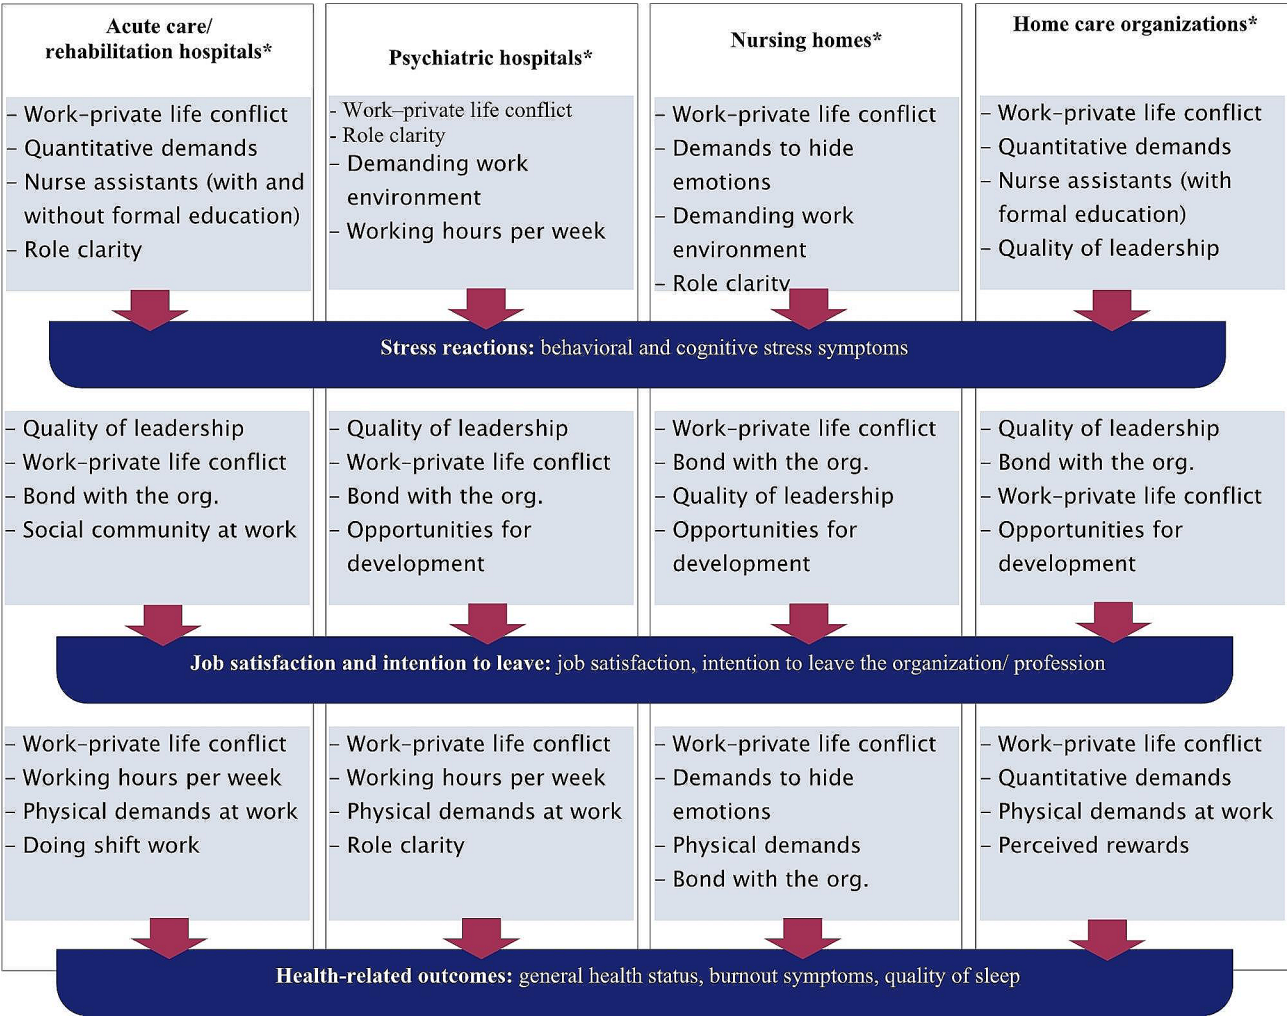 Acute care/
rehabilitation hospitals*
Psychiatric hospitals*
Nursing homes*
Home care organizations*
– Work–private life conflict
– Quantitative demands
– Nurse assistants (with and
without formal education)
– Role clarity
- Work–private life conflict
- Role clarity
– Demanding work
environment
– Working hours per week
– Work–private life conflict
– Demands to hide
emotions
– Demanding work
environment
– Role clarity
– Work–private life conflict
– Quantitative demands
– Nurse assistants (with
formal education)
– Quality of leadership
Stress reactions: behavioral and cognitive stress symptoms
– Quality of leadership
– Work–private life conflict
– Bond with the org.
– Social community at work
– Quality of leadership
– Work–private life conflict
– Bond with the org.
– Opportunities for
development
– Work–private life conflict
– Bond with the org.
– Quality of leadership
– Opportunities for
development
– Quality of leadership
– Bond with the org.
– Work–private life conflict
– Opportunities for
development
Job satisfaction and intention to leave: job satisfaction, intention to leave the organization/ profession
– Work–private life conflict
– Working hours per week
– Physical demands at work
– Doing shift work
– Work–private life conflict
– Working hours per week
– Physical demands at work
– Role clarity
– Work–private life conflict
– Demands to hide
emotions
– Physical demands
– Bond with the org.
– Work–private life conflict
– Quantitative demands
– Physical demands at work
– Perceived rewards
Health-related outcomes: general health status, burnout symptoms, quality of sleep